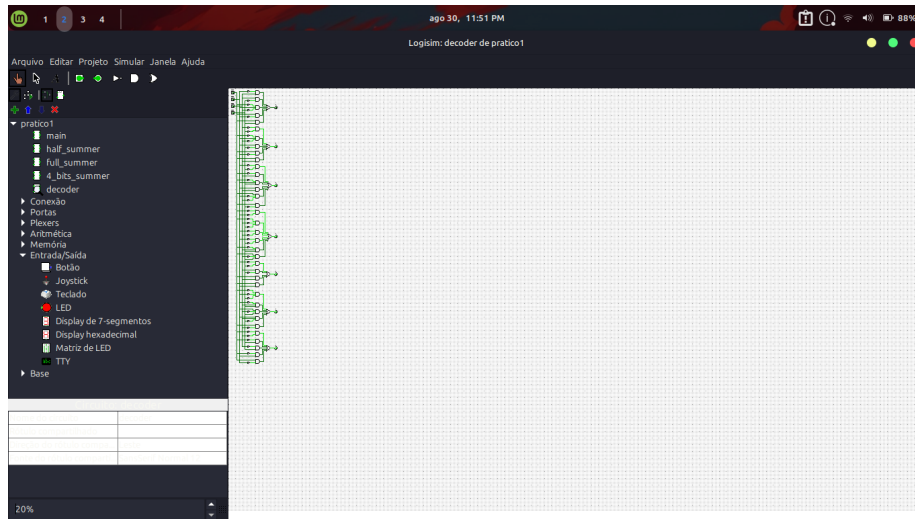 1 2 3 4
ago 30, 11:51 PM
88%
Logisim: decoder de pratico1
Arquivo Editar Projeto Simular Janela Ajuda
pratico1
main
half_summer
full_summer
4_bits_summer
decoder
Conexão
Portas
Plexers
Aritmética
Memória
Entrada/Saída
Botão
Joystick
Teclado
LED
Display de 7-segmentos
Display hexadecimal
Matriz de LED
TTY
Base
20%